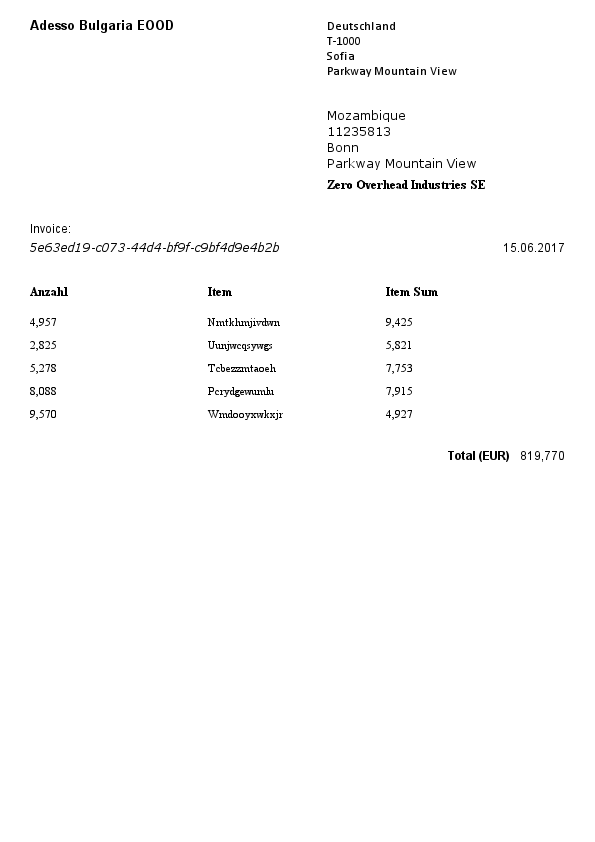 Adesso Bulgaria EOOD
Deutschland
T-1000
Sofia
Parkway Mountain View
Mozambique
11235813
Bonn
Parkway Mountain View
Zero Overhead Industries SE
Invoice:
5e63ed19-c073-44d4-bf9f-c9bf4d9e4b2b 15.06.2017
Anzahl Item Item Sum
4,957 Nmtkhmjivdwn 9,425
2,825 Uunjwcqsywgs 5,821
5,278 Tcbezzmtaoeh 7,753
8,088 Pcrydgewumlu 7,915
9,570 Wmdooyxwkxjr 4,927
Total (EUR) 819,770